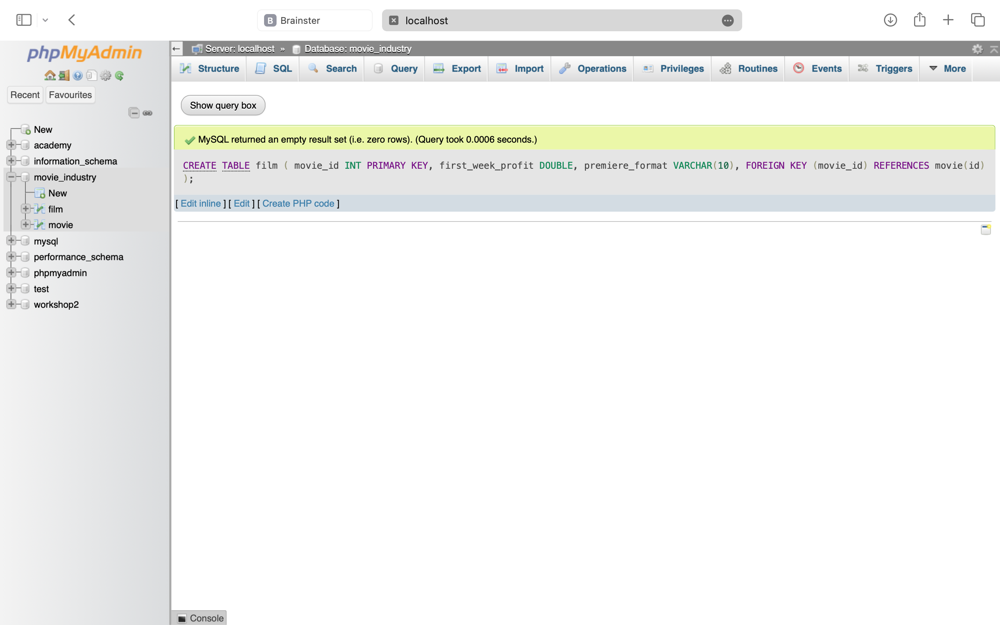 B Brainster
localhost
phpMyAdmin
Server: localhost » Database: movie_industry
Structure SQL Search Query Export Import Operations Privileges Routines Events Triggers More
Recent Favourites
New
academy
information_schema
movie_industry
New
film
movie
mysql
performance_schema
phpmyadmin
test
workshop2
Show query box
MySQL returned an empty result set (i.e. zero rows). (Query took 0.0006 seconds.)
CREATE TABLE film ( movie_id INT PRIMARY KEY, first_week_profit DOUBLE, premiere_format VARCHAR(10), FOREIGN KEY (movie_id) REFERENCES movie(id)
);
[ Edit inline ] [ Edit ] [ Create PHP code ]
Console